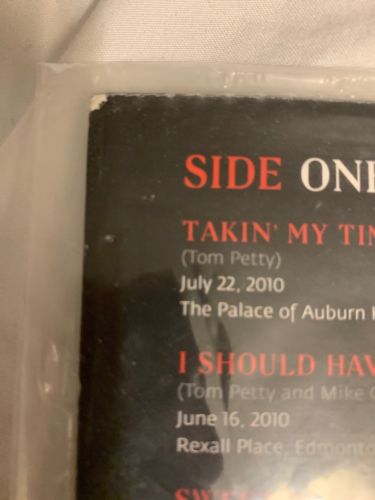 SIDE ONE
TAKIN' MY TIM
(Tom Petty)
July 22, 2010
The Palace of Auburn
I SHOULD HAV
(Tom Petty and Mike C
June 16, 2010
Rexall Place, Edmonto